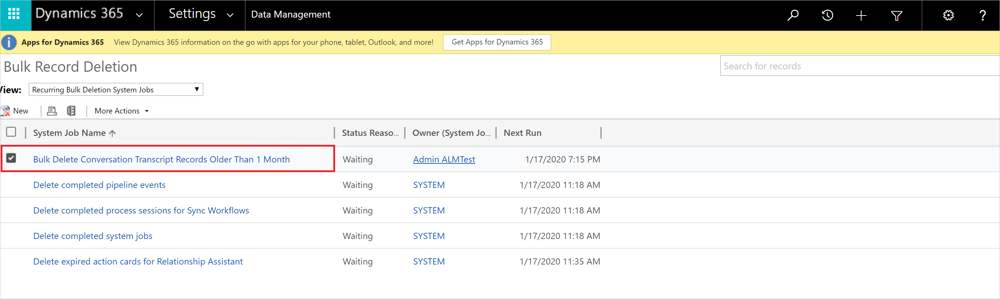 Dynamics 365 Settings Data Management ?
Apps for Dynamics 365 View Dynamics 365 information on the go with apps for your phone, tablet, Outlook, and more! Get Apps for Dynamics 365
Bulk Record Deletion Search for records
View: Recurring Bulk Deletion System Jobs
New More Actions
System Job Name Status Reaso... Owner (System Jo... Next Run
Bulk Delete Conversation Transcript Records Older Than 1 Month Waiting Admin ALMTest 1/17/2020 7:15 PM
Delete completed pipeline events Waiting SYSTEM 1/17/2020 11:18 AM
Delete completed process sessions for Sync Workflows Waiting SYSTEM 1/17/2020 11:18 AM
Delete completed system jobs Waiting SYSTEM 1/17/2020 11:18 AM
Delete expired action cards for Relationship Assistant Waiting SYSTEM 1/17/2020 11:35 AM